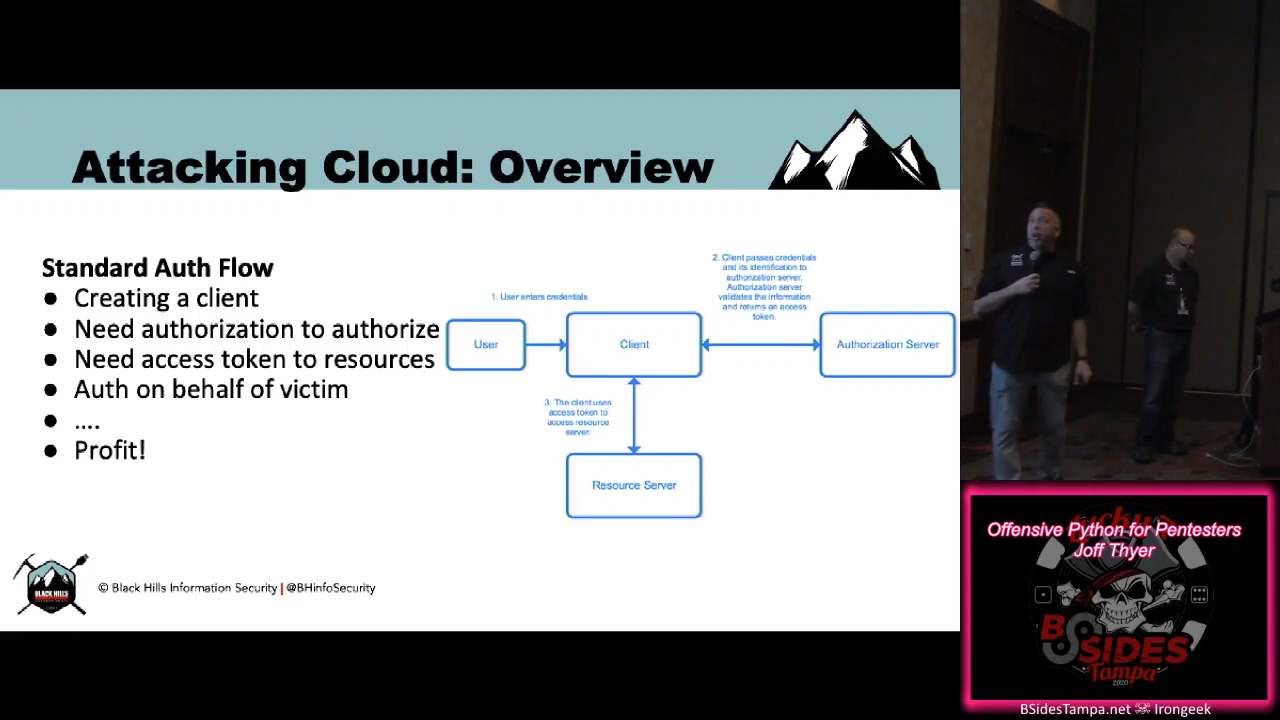 Attacking Cloud: Overview
Standard Auth Flow
● Creating a client
● Need authorization to authorize
● Need access token to resources
● Auth on behalf of victim
● ....
● Profit!
1. User enters credentials
2. Client passes credentials
and its identification to
authorization server.
Authorization server
validates the information
and returns an access
token.
User
Client
Authorization Server
3. The client uses
access token to
access resource
server.
Resource Server
BLACK HILLS
© Black Hills Information Security | @BHinfoSecurity
Offensive Python for Pentesters
Joff Thyer
BSIDES
Tampa
2020
BSidesTampa.net ☠ Irongeek